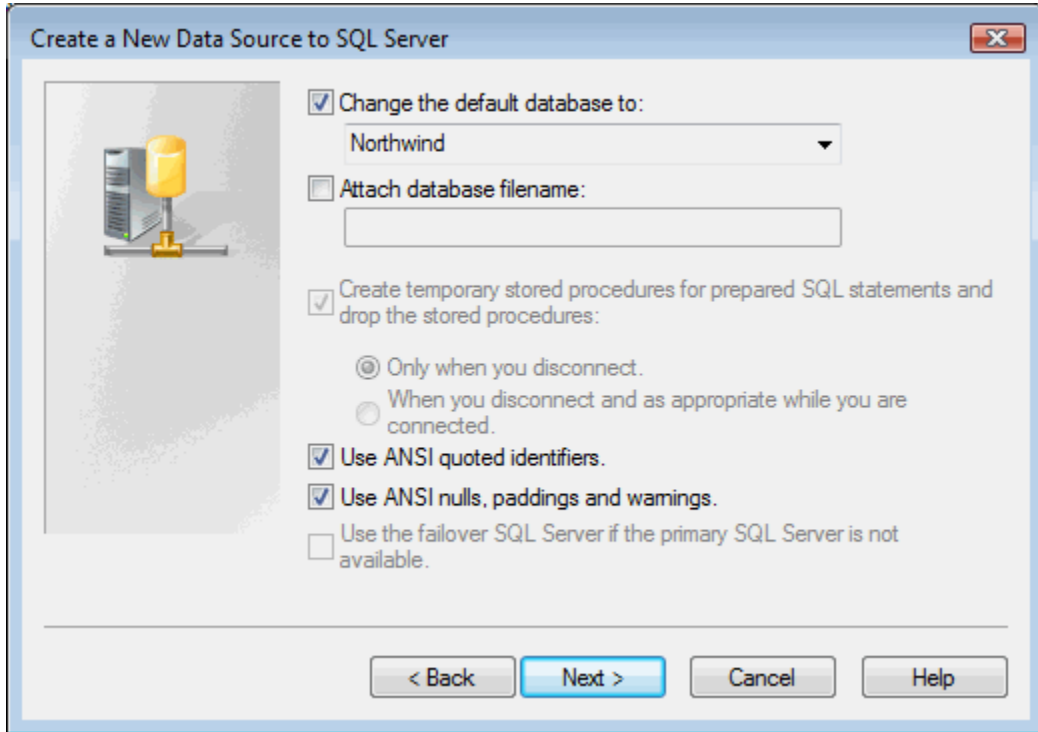 Create a New Data Source to SQL Server
Change the default database to:
Northwind
Attach database filename:
Create temporary stored procedures for prepared SQL statements and
drop the stored procedures:
Only when you disconnect.
When you disconnect and as appropriate while you are
connected.
Use ANSI quoted identifiers.
Use ANSI nulls, paddings and warnings.
Use the failover SQL Server if the primary SQL Server is not
available.
< Back Next > Cancel Help